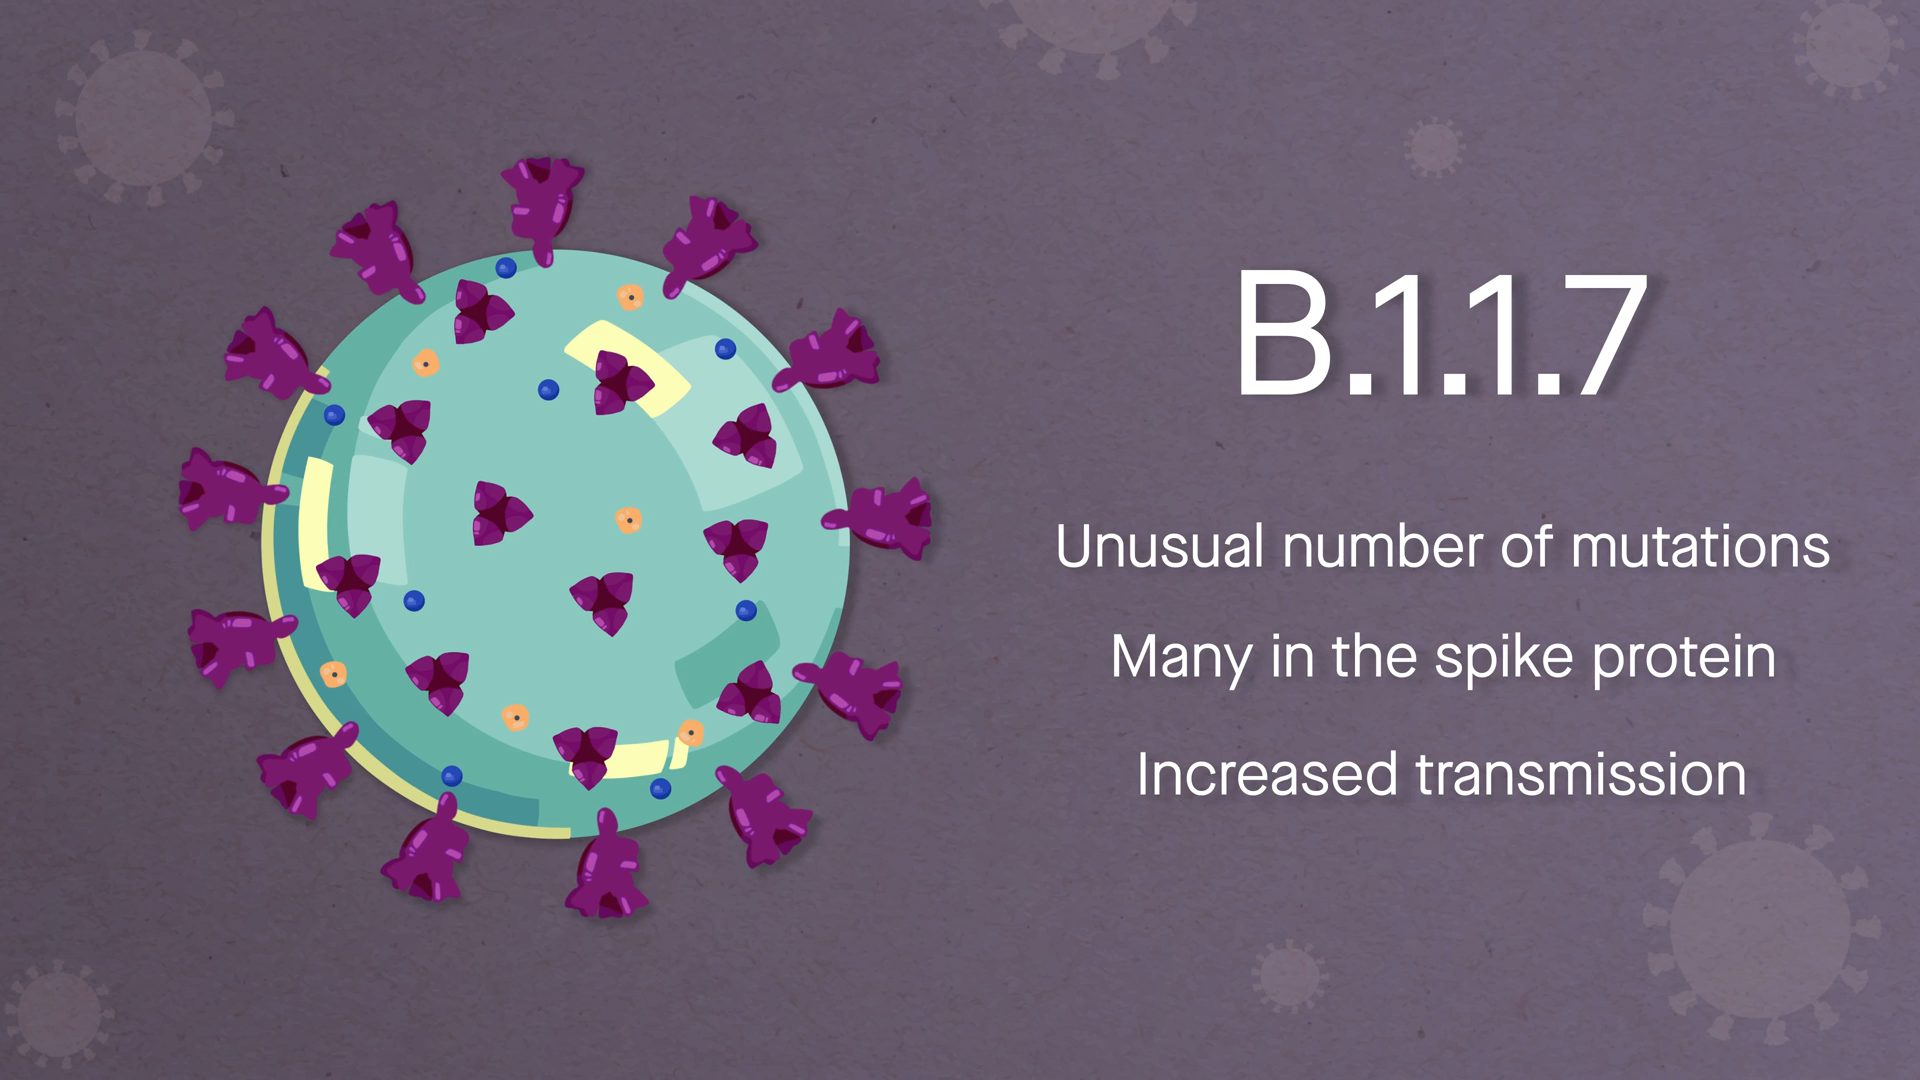 B.1.1.7
Unusual number of mutations
Many in the spike protein
Increased transmission